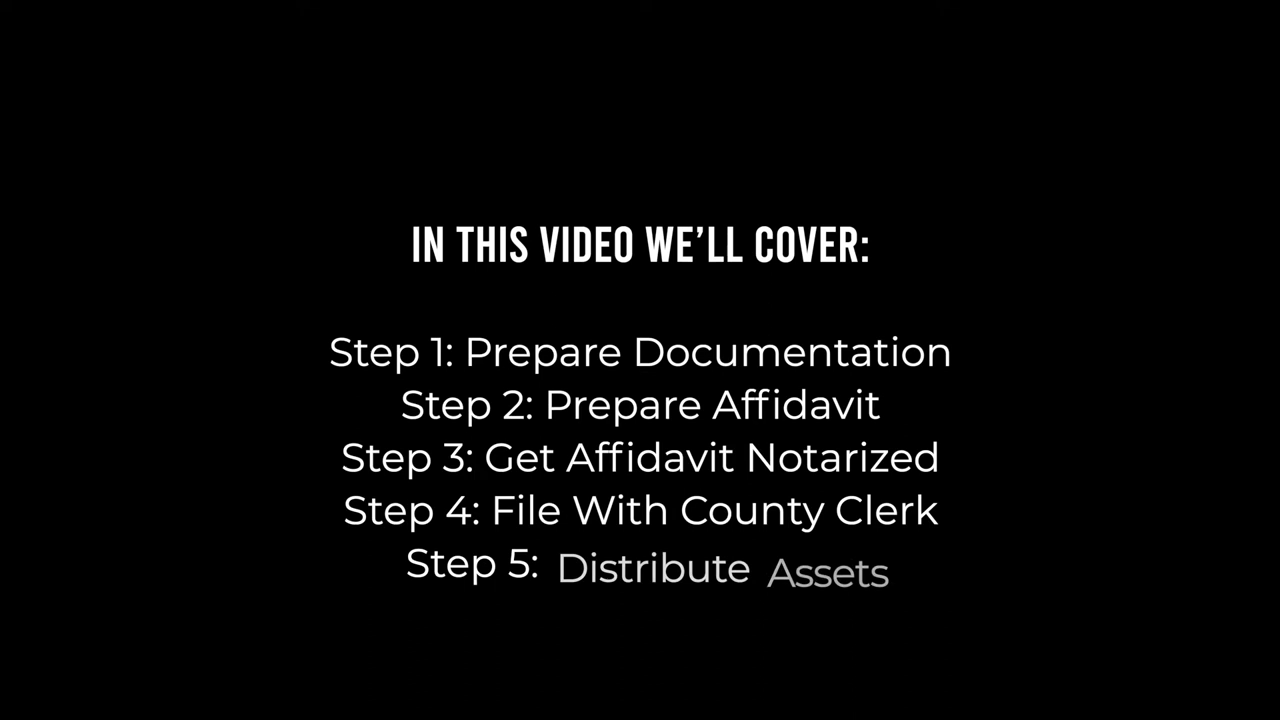 IN THIS VIDEO WE'LL COVER:
Step 1: Prepare Documentation
Step 2: Prepare Affidavit
Step 3: Get Affidavit Notarized
Step 4: File With County Clerk
Step 5: Distribute Assets